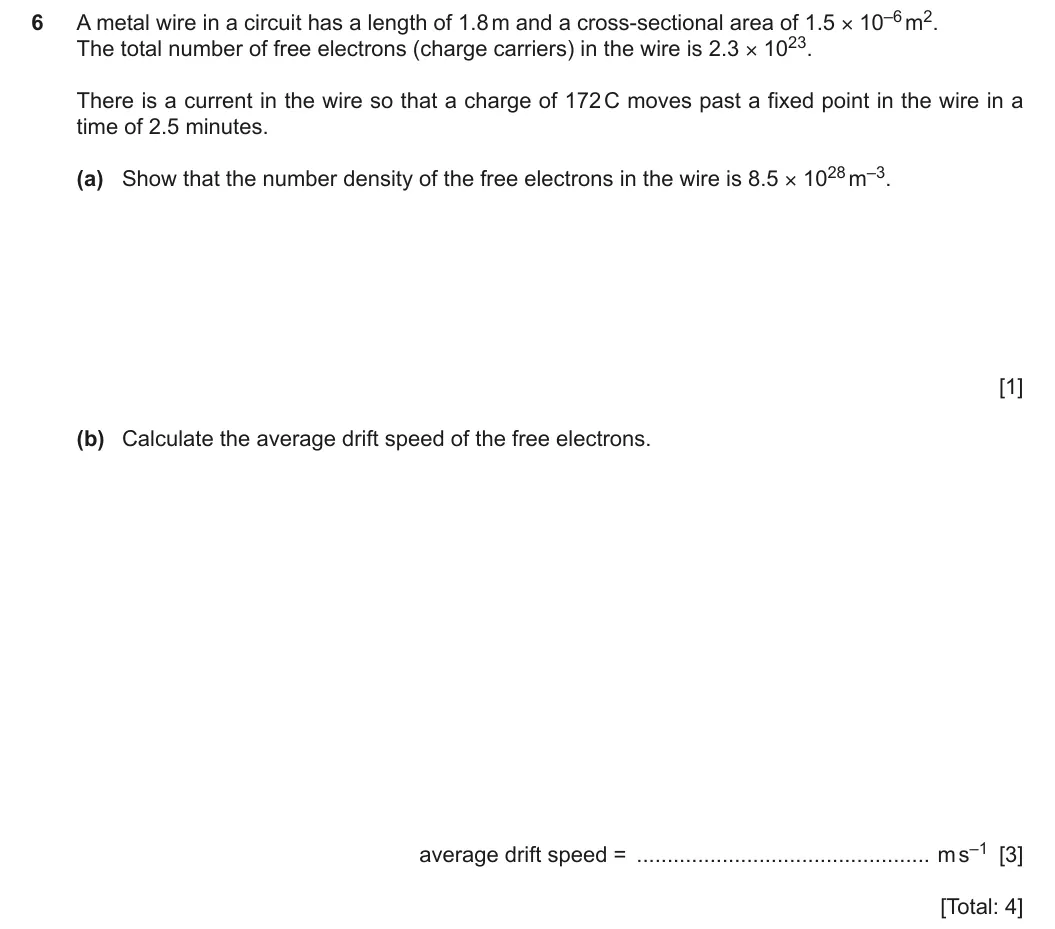 6 A metal wire in a circuit has a length of 1.8 m and a cross-sectional area of 1.5 × 10⁻⁶ m².
The total number of free electrons (charge carriers) in the wire is 2.3 × 10²³.
There is a current in the wire so that a charge of 172 C moves past a fixed point in the wire in a
time of 2.5 minutes.
(a) Show that the number density of the free electrons in the wire is 8.5 × 10²⁸ m⁻³.
[1]
(b) Calculate the average drift speed of the free electrons.
average drift speed = ................................................ m s⁻¹ [3]
[Total: 4]